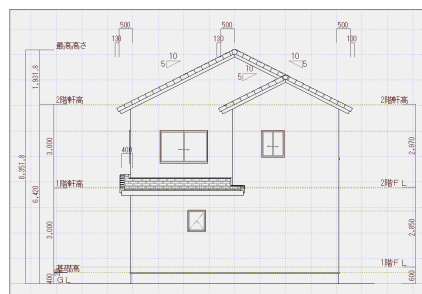 500 500 500
130 130 130
最高高さ
10 10 10
5 5 5
1,931.8
2階軒高 2階軒高
3,000 2,970
400
8,351.8
6,420
1階軒高 2階ＦＬ
3,000 2,850
基礎高 1階ＦＬ
400 600
ＧＬ